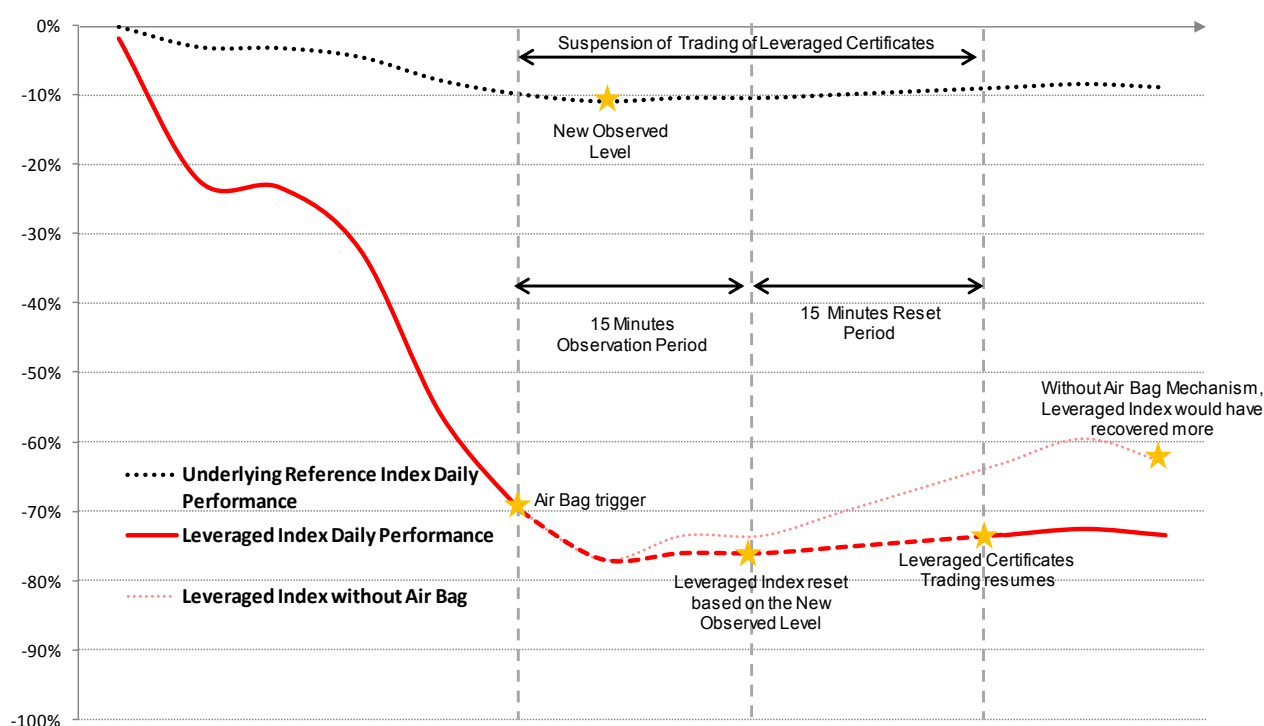 0%
Suspension of Trading of Leveraged Certificates
-10%
New Observed
Level
-20%
-30%
-40%
15 Minutes
Observation Period
15 Minutes Reset
Period
-50%
Without Air Bag Mechanism,
Leveraged Index would have
recovered more
-60%
Underlying Reference Index Daily
Performance
-70%
Air Bag trigger
Leveraged Index Daily Performance
Leveraged Certificates
Trading resumes
-80%
Leveraged Index reset
based on the New
Observed Level
Leveraged Index without Air Bag
-90%
-100%